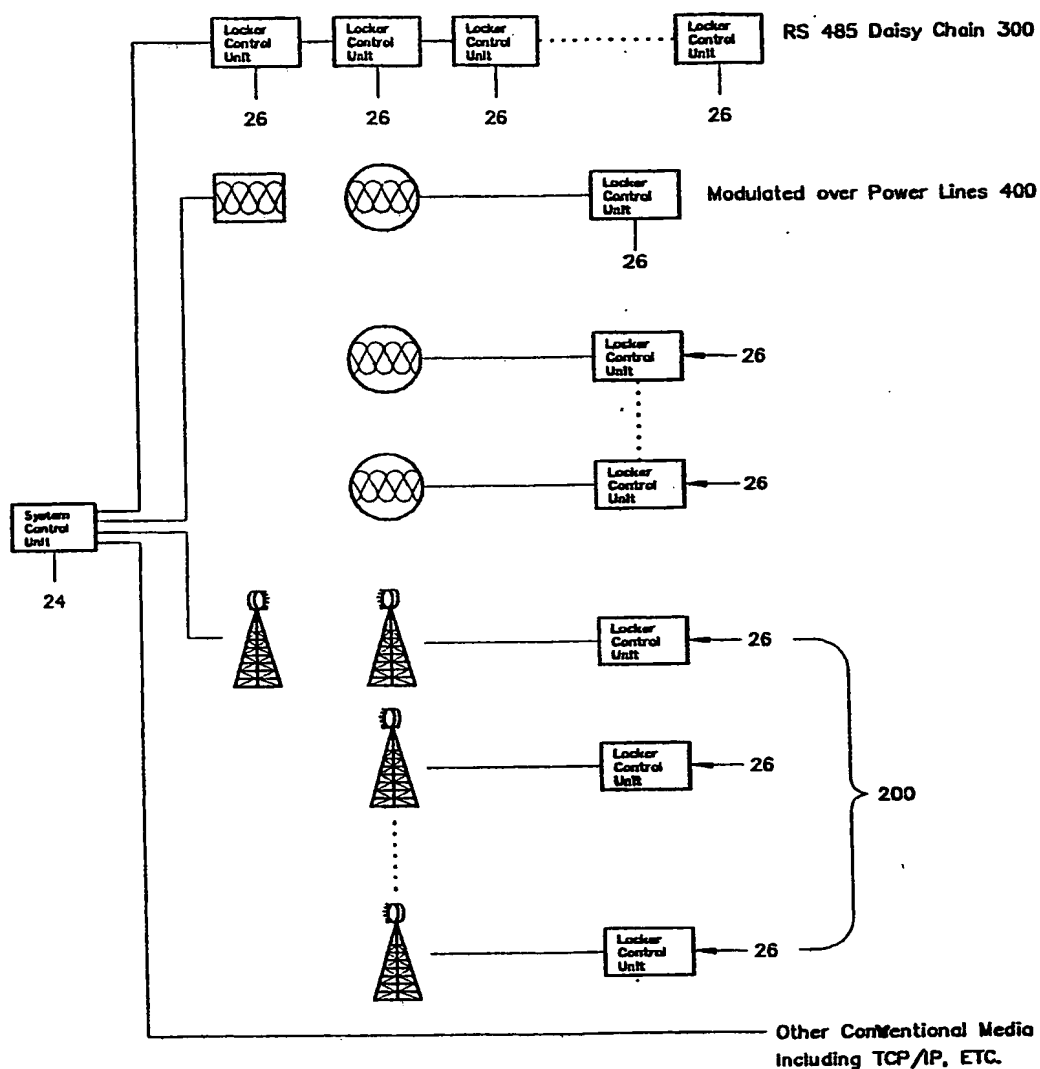 Locker Control Unit
Locker Control Unit
Locker Control Unit
Locker Control Unit
RS 485 Daisy Chain 300
26
26
26
26
Locker Control Unit
Modulated over Power Lines 400
26
Locker Control Unit
26
Locker Control Unit
26
System Control Unit
24
Locker Control Unit
26
Locker Control Unit
26
200
Locker Control Unit
26
Other Conventional Media
Including TCP/IP, ETC.